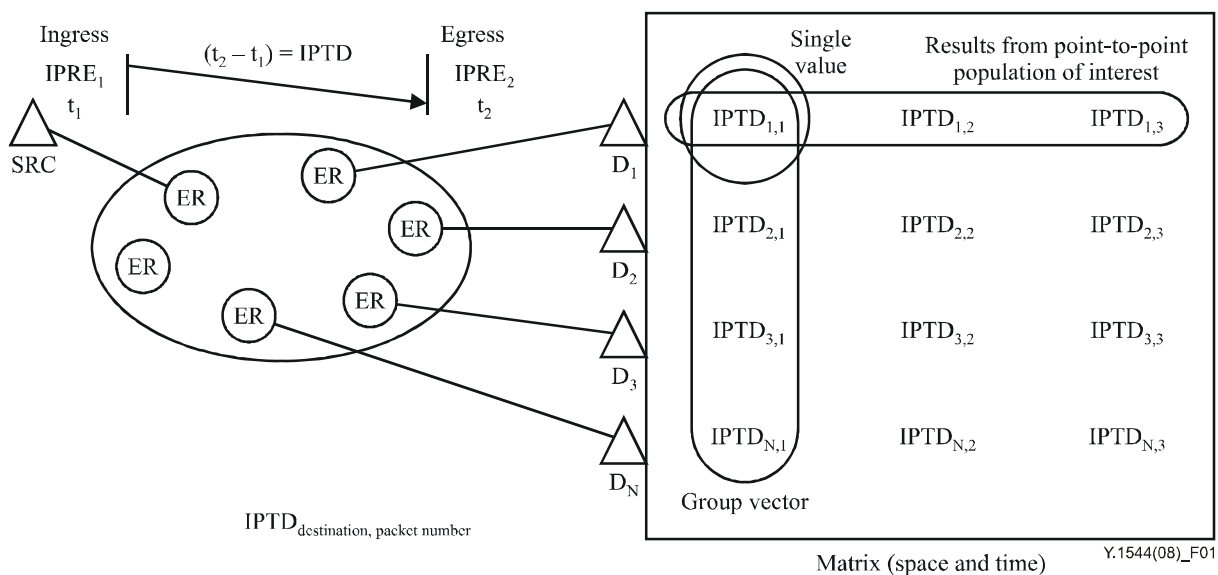 Ingress
IPRE1
t1
(t2 – t1) = IPTD
Egress
IPRE2
t2
SRC
ER
ER
ER
ER
ER
ER
D1
D2
D3
DN
Single
value
Results from point-to-point
population of interest
IPTD1,1 IPTD1,2 IPTD1,3
IPTD2,1 IPTD2,2 IPTD2,3
IPTD3,1 IPTD3,2 IPTD3,3
IPTDN,1 IPTDN,2 IPTDN,3
Group vector
IPTDdestination, packet number
Matrix (space and time)
Y.1544(08)_F01